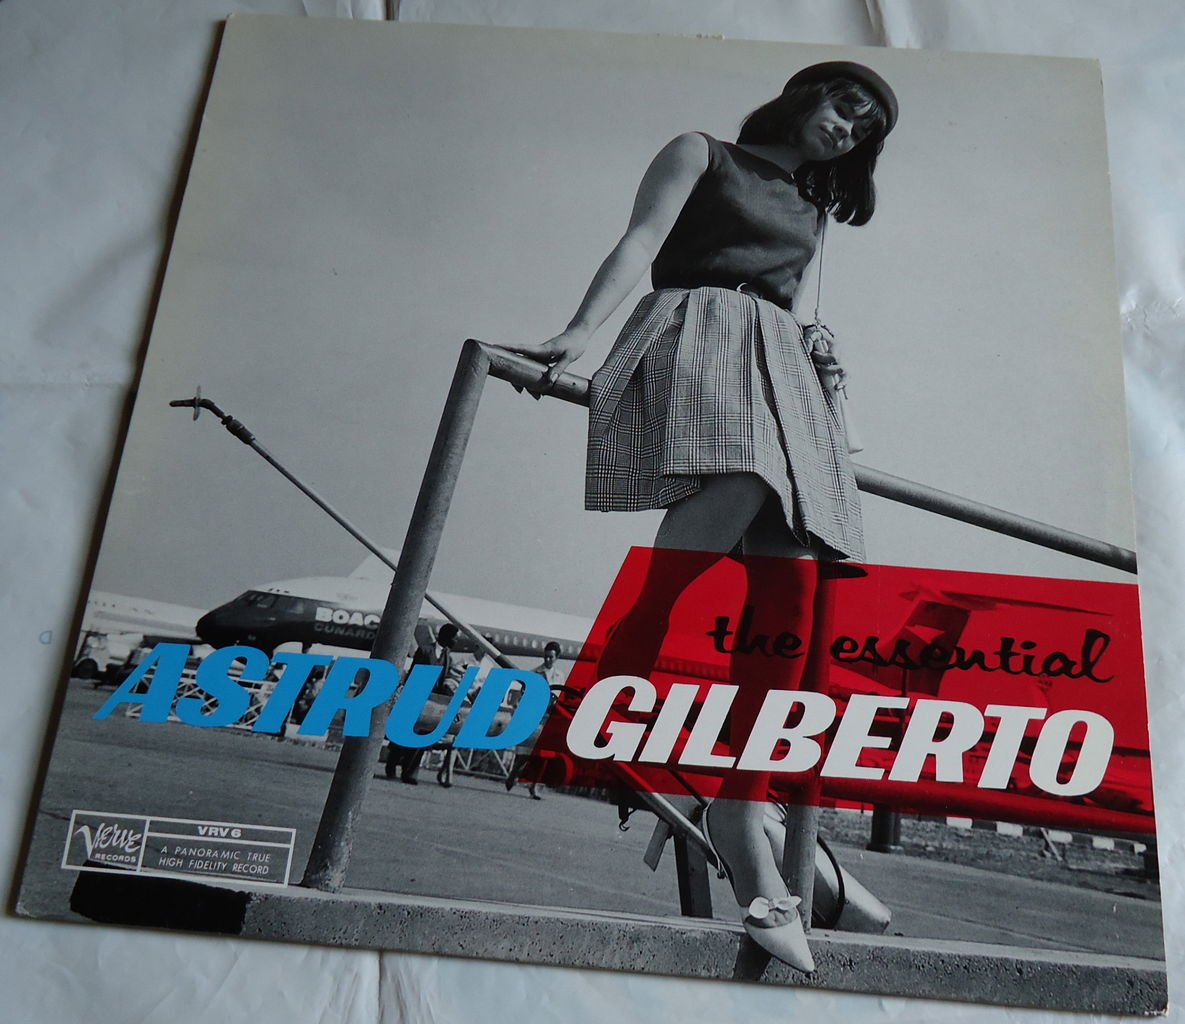 BOAC
CUNARD
the essential
ASTRUD GILBERTO
Verve
RECORDS
VRV 6
A PANORAMIC TRUE
HIGH FIDELITY RECORD